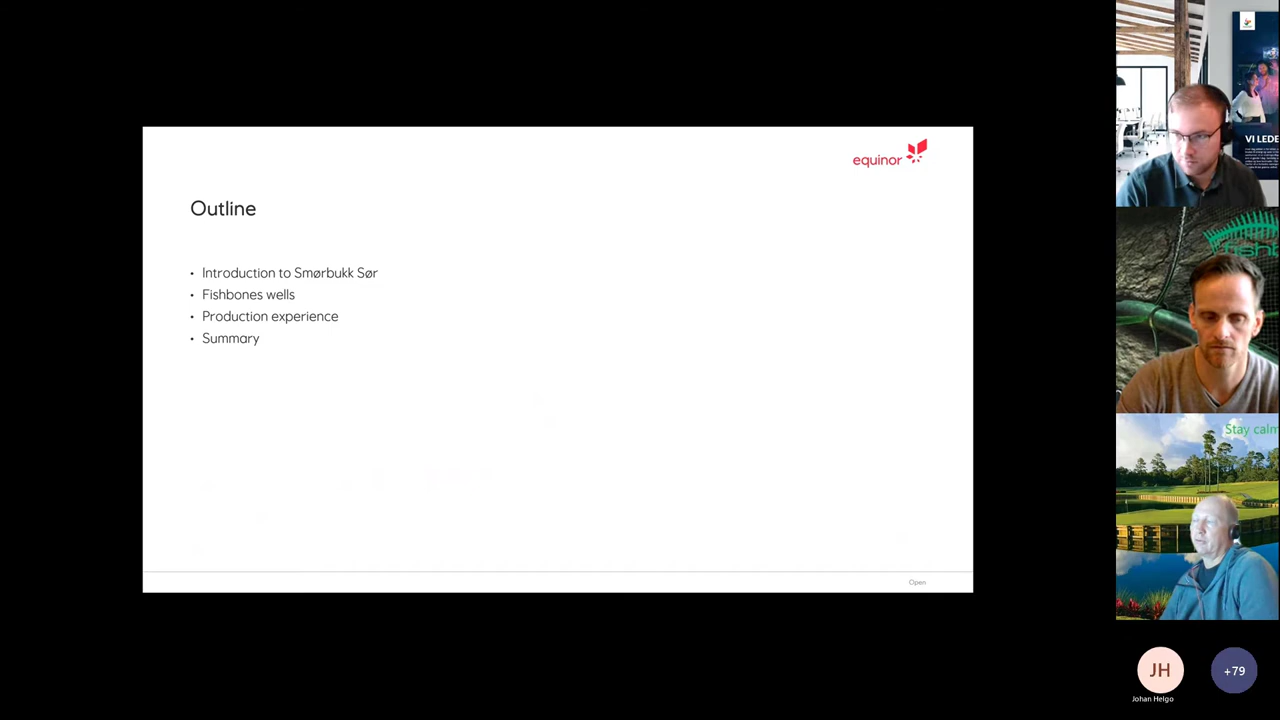 equinor
Outline
• Introduction to Smørbukk Sør
• Fishbones wells
• Production experience
• Summary
Open
VI LEDE
fishb
Stay calm
JH
+79
Johan Helgo